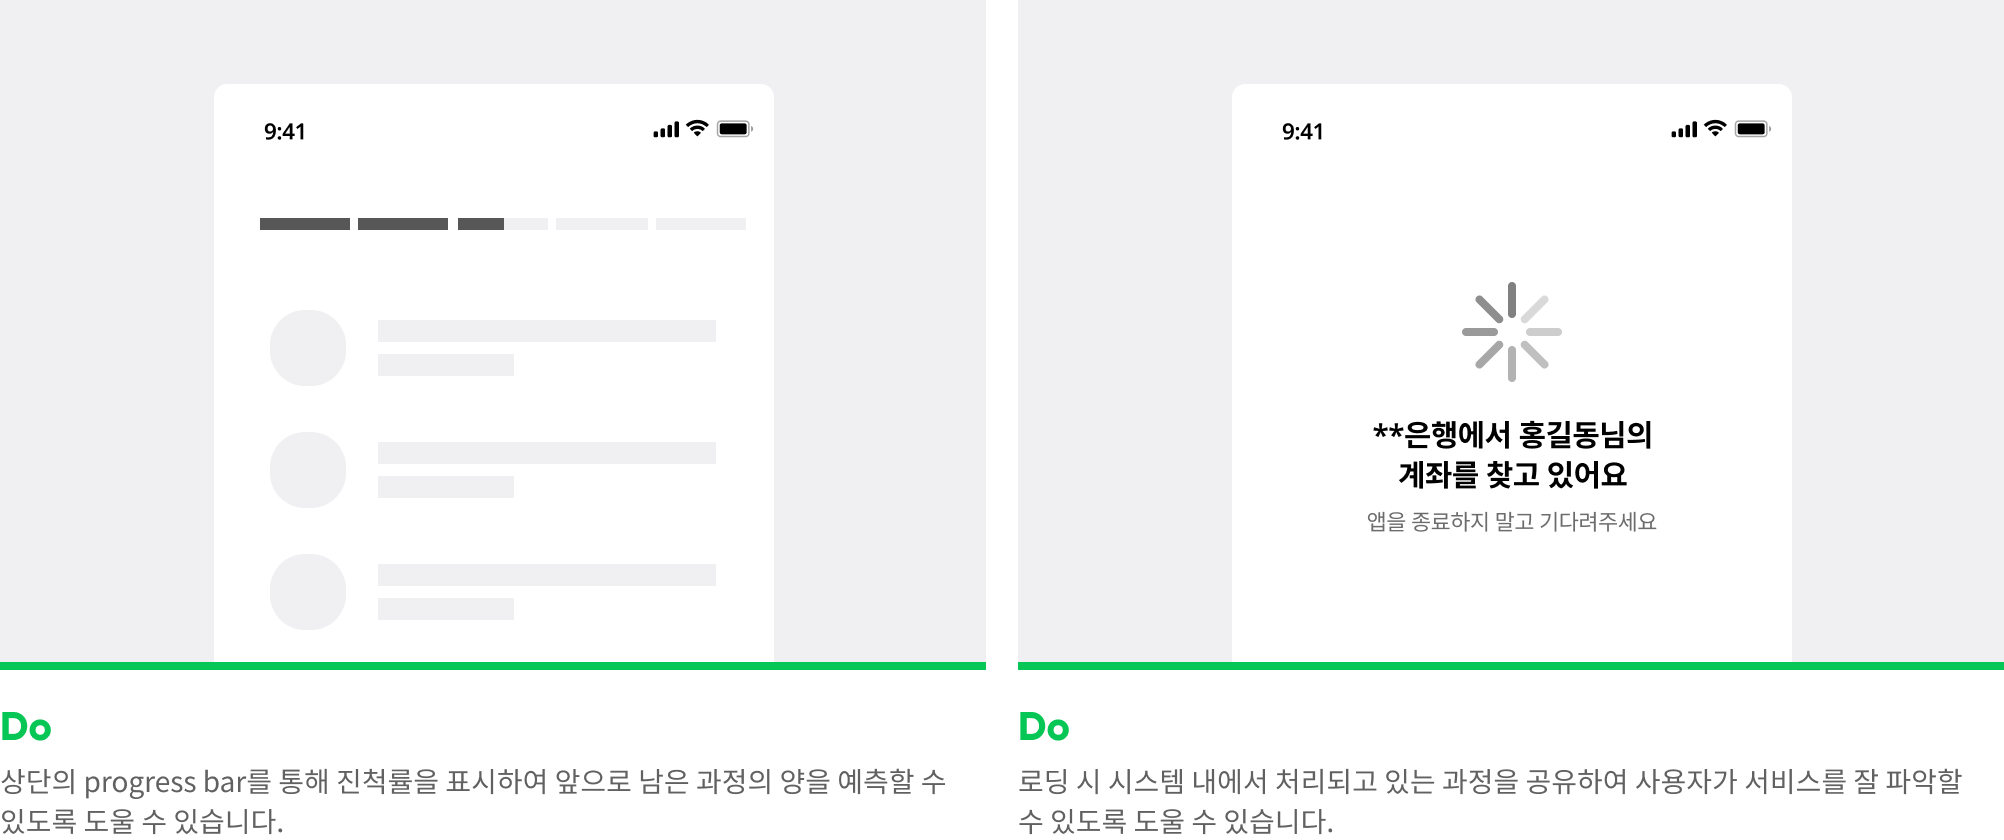 9:41
Do
상단의 progress bar를 통해 진척률을 표시하여 앞으로 남은 과정의 양을 예측할 수
있도록 도울 수 있습니다.
9:41
**은행에서 홍길동님의
계좌를 찾고 있어요
앱을 종료하지 말고 기다려주세요
Do
로딩 시 시스템 내에서 처리되고 있는 과정을 공유하여 사용자가 서비스를 잘 파악할
수 있도록 도울 수 있습니다.